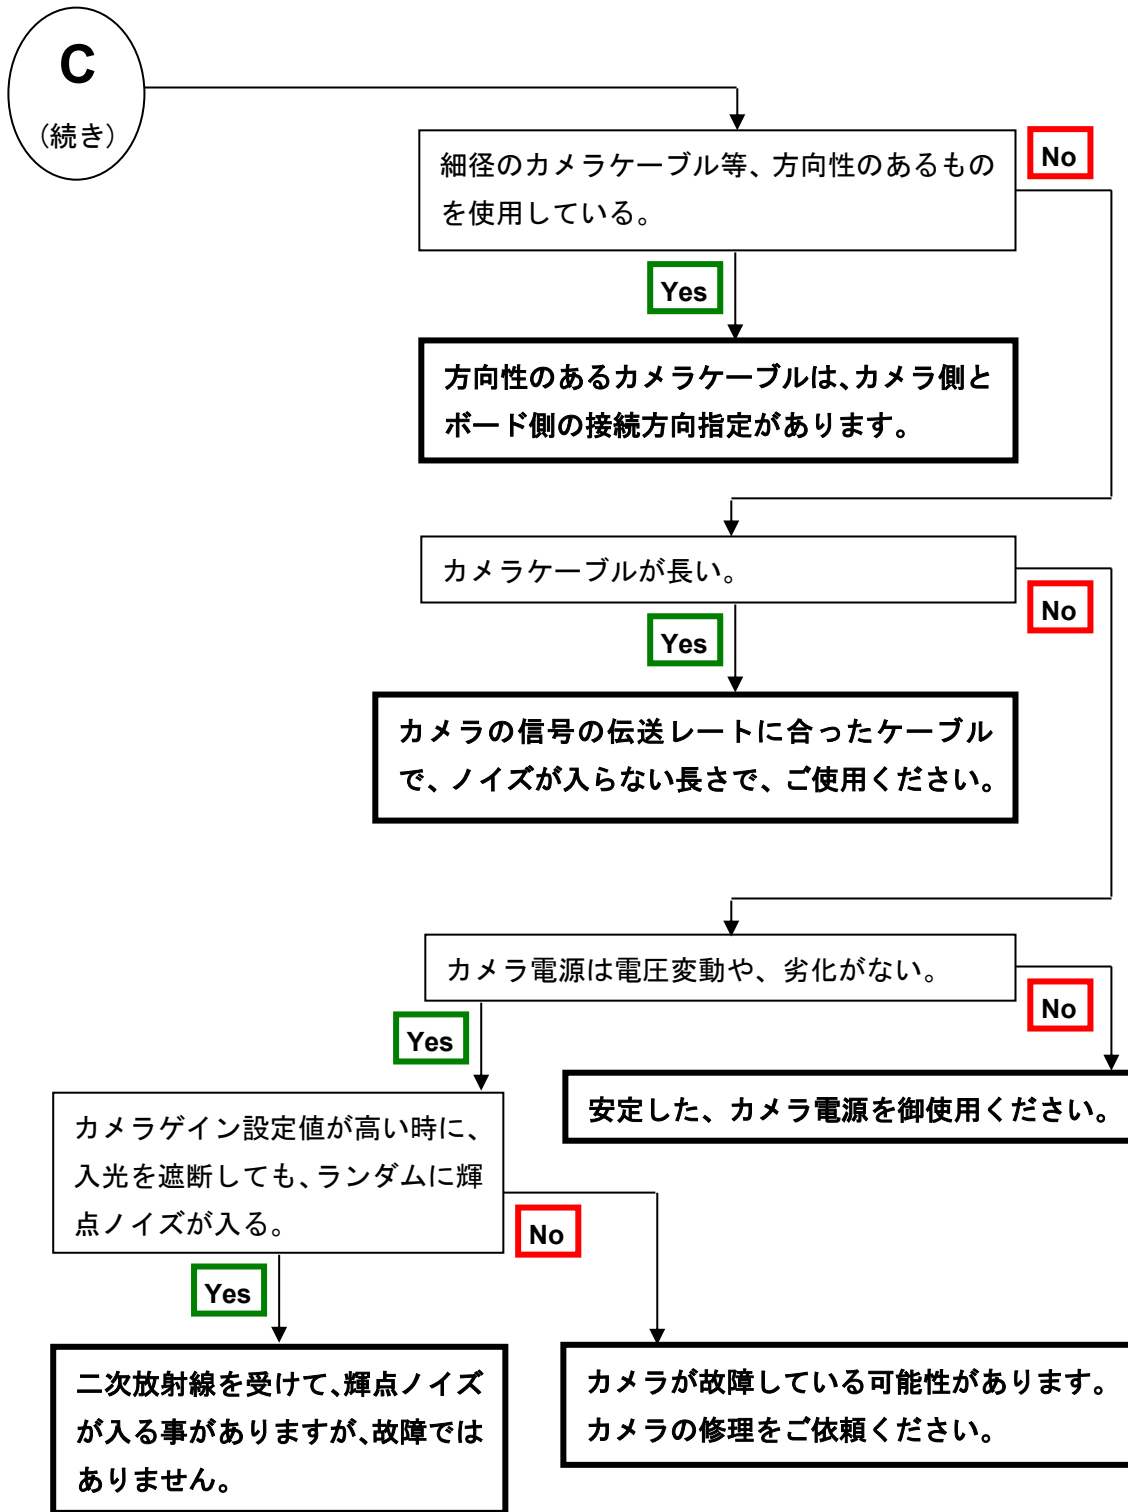 C
(続き)
細径のカメラケーブル等、方向性のあるもの
を使用している。
No
Yes
方向性のあるカメラケーブルは、カメラ側と
ボード側の接続方向指定があります。
カメラケーブルが長い。
No
Yes
カメラの信号の伝送レートに合ったケーブル
で、ノイズが入らない長さで、ご使用ください。
カメラ電源は電圧変動や、劣化がない。
No
Yes
安定した、カメラ電源を御使用ください。
カメラゲイン設定値が高い時に、
入光を遮断しても、ランダムに輝
点ノイズが入る。
No
Yes
二次放射線を受けて、輝点ノイズ
が入る事がありますが、故障では
ありません。
カメラが故障している可能性があります。
カメラの修理をご依頼ください。